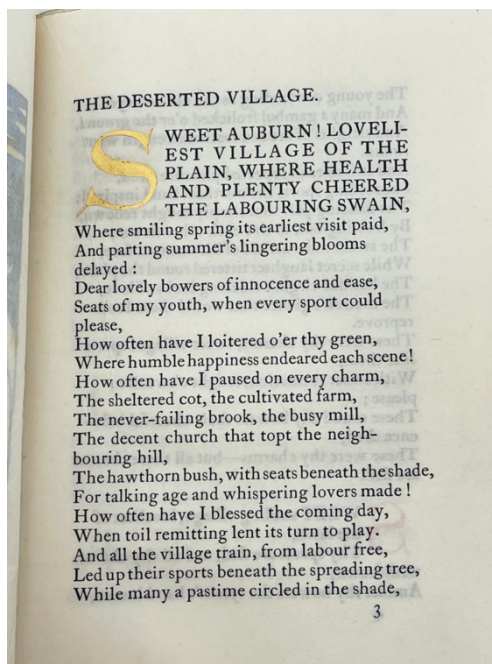 THE DESERTED VILLAGE.
SWEET AUBURN! LOVELI-
EST VILLAGE OF THE
PLAIN, WHERE HEALTH
AND PLENTY CHEERED
THE LABOURING SWAIN,
Where smiling spring its earliest visit paid,
And parting summer's lingering blooms
delayed :
Dear lovely bowers of innocence and ease,
Seats of my youth, when every sport could
please,
How often have I loitered o'er thy green,
Where humble happiness endeared each scene!
How often have I paused on every charm,
The sheltered cot, the cultivated farm,
The never-failing brook, the busy mill,
The decent church that topt the neigh-
bouring hill,
The hawthorn bush, with seats beneath the shade,
For talking age and whispering lovers made !
How often have I blessed the coming day,
When toil remitting lent its turn to play.
And all the village train, from labour free,
Led up their sports beneath the spreading tree,
While many a pastime circled in the shade,
3